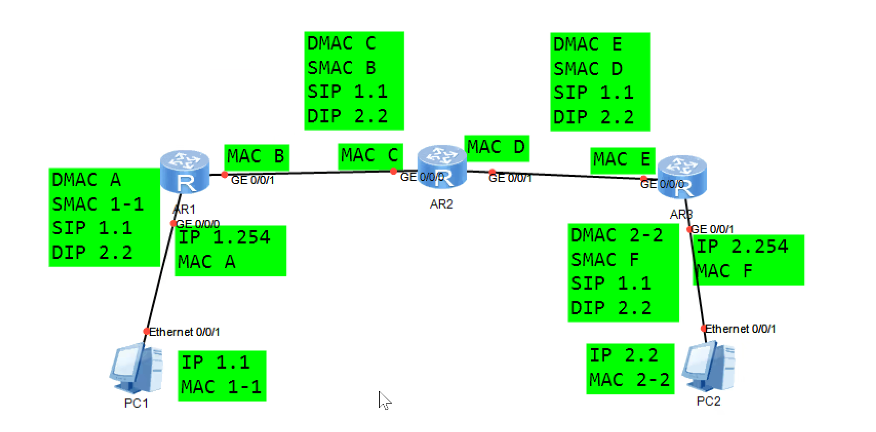 DMAC C
SMAC B
SIP 1.1
DIP 2.2
DMAC E
SMAC D
SIP 1.1
DIP 2.2
MAC B
MAC C
MAC D
MAC E
GE 0/0/1
GE 0/0/0
GE 0/0/1
GE 0/0/0
R
R
R
AR1
AR2
AR3
DMAC A
SMAC 1-1
SIP 1.1
DIP 2.2
GE 0/0/0
IP 1.254
MAC A
DMAC 2-2
SMAC F
SIP 1.1
DIP 2.2
GE 0/0/1
IP 2.254
MAC F
Ethernet 0/0/1
Ethernet 0/0/1
IP 1.1
MAC 1-1
PC1
IP 2.2
MAC 2-2
PC2